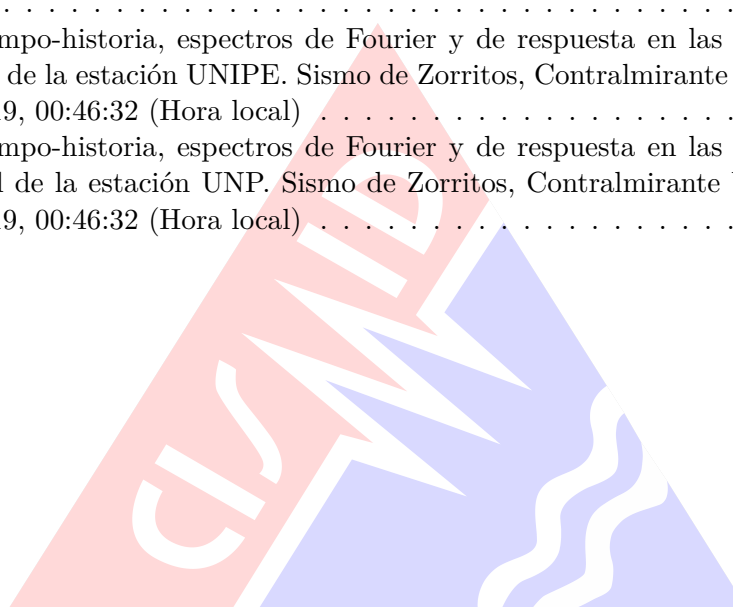 . . . . . . . . . . . . . . . . . . . . . . . . .
mpo-historia, espectros de Fourier y de respuesta en las
de la estación UNIPE. Sismo de Zorritos, Contralmirante
9, 00:46:32 (Hora local) . . . . . . . . . . . . . . .
mpo-historia, espectros de Fourier y de respuesta en las
l de la estación UNP. Sismo de Zorritos, Contralmirante
9, 00:46:32 (Hora local) . . . . . . . . . . . . . . .
CISMID